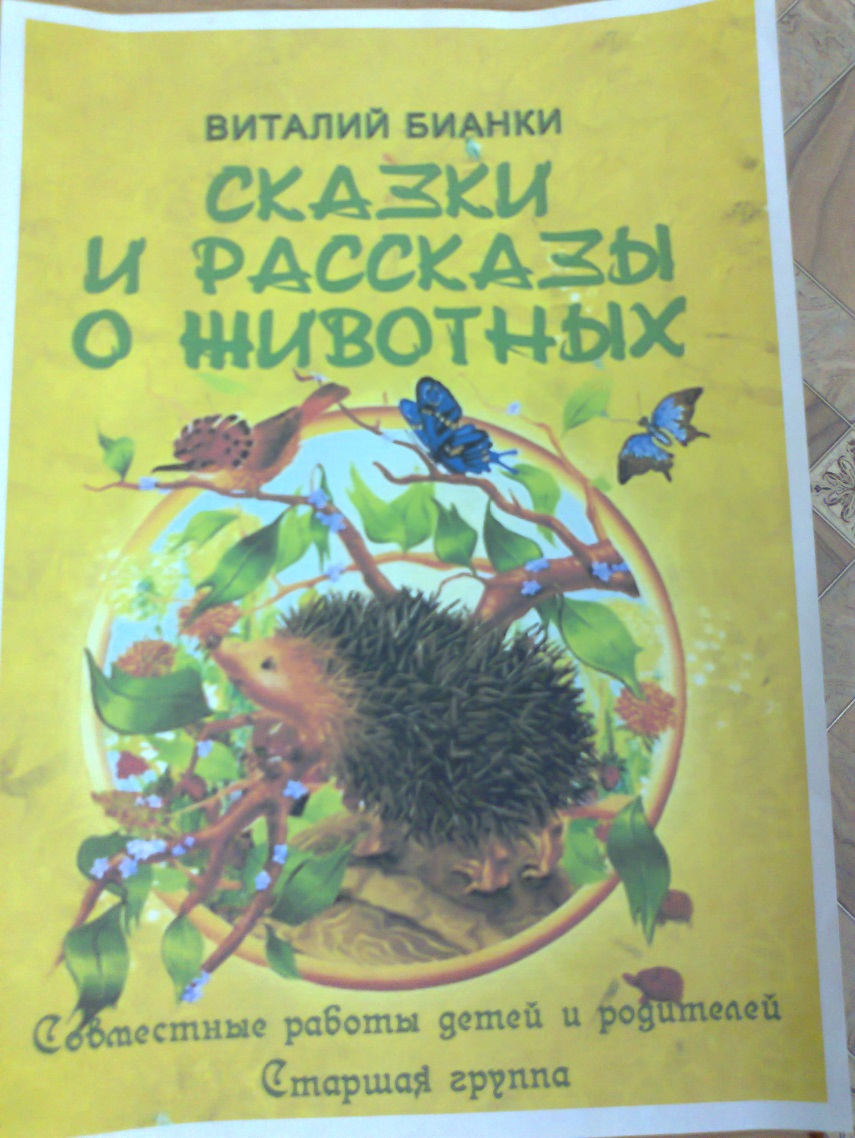 ВИТАЛИЙ БИАНКИ
СКАЗКИ
И РАССКАЗЫ
О ЖИВОТНЫХ
Совместные работы детей и родителей
Старшая группа